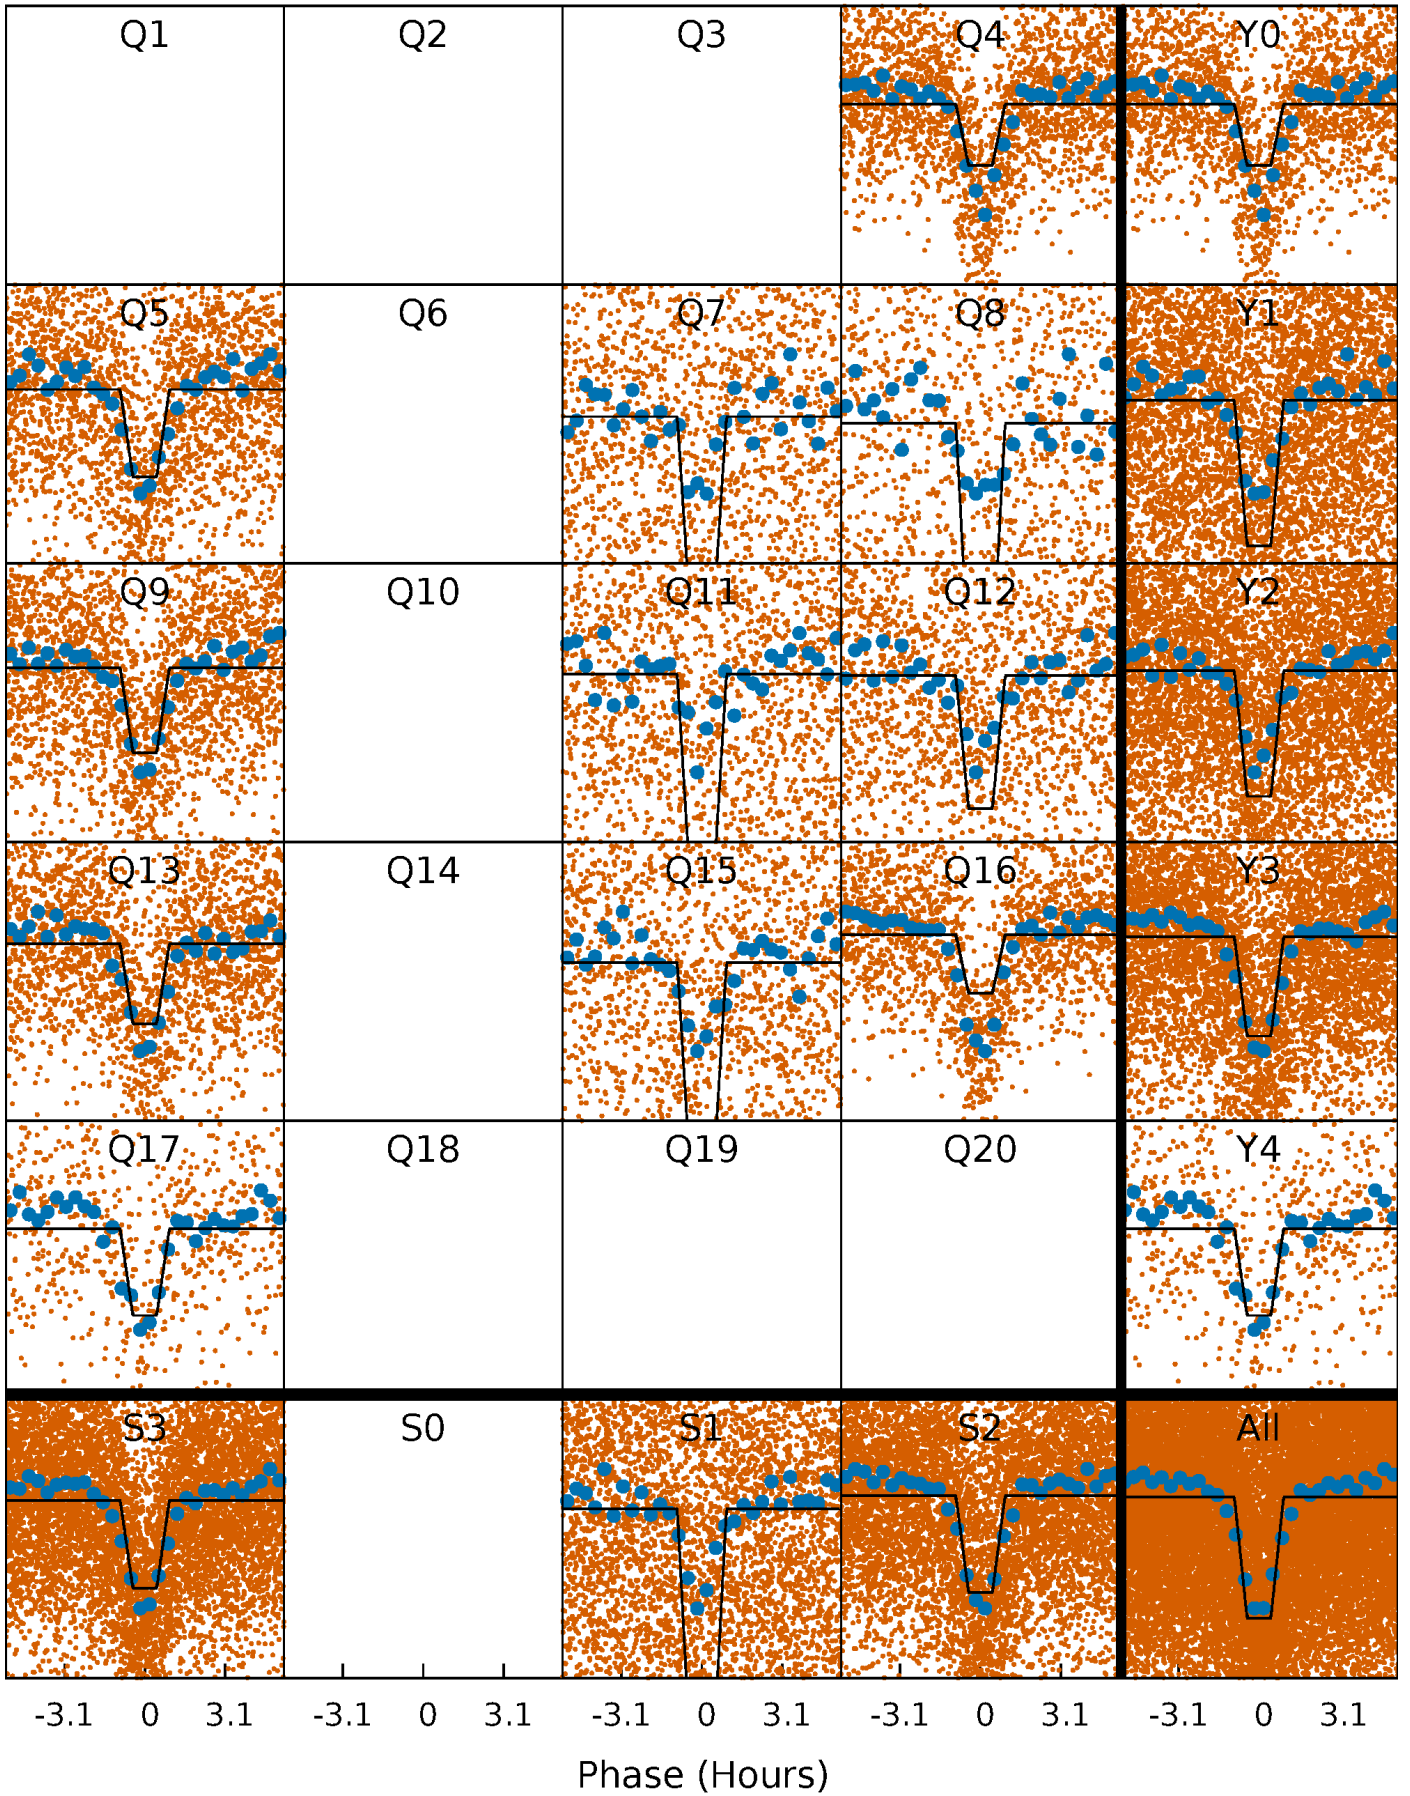 Q1 Q2 Q3 Q4 Y0
Q5 Q6 Q7 Q8 Y1
Q9 Q10 Q11 Q12 Y2
Q13 Q14 Q15 Q16 Y3
Q17 Q18 Q19 Q20 Y4
S3 S0 S1 S2 All
-3.1 0 3.1 -3.1 0 3.1 -3.1 0 3.1 -3.1 0 3.1 -3.1 0 3.1
Phase (Hours)